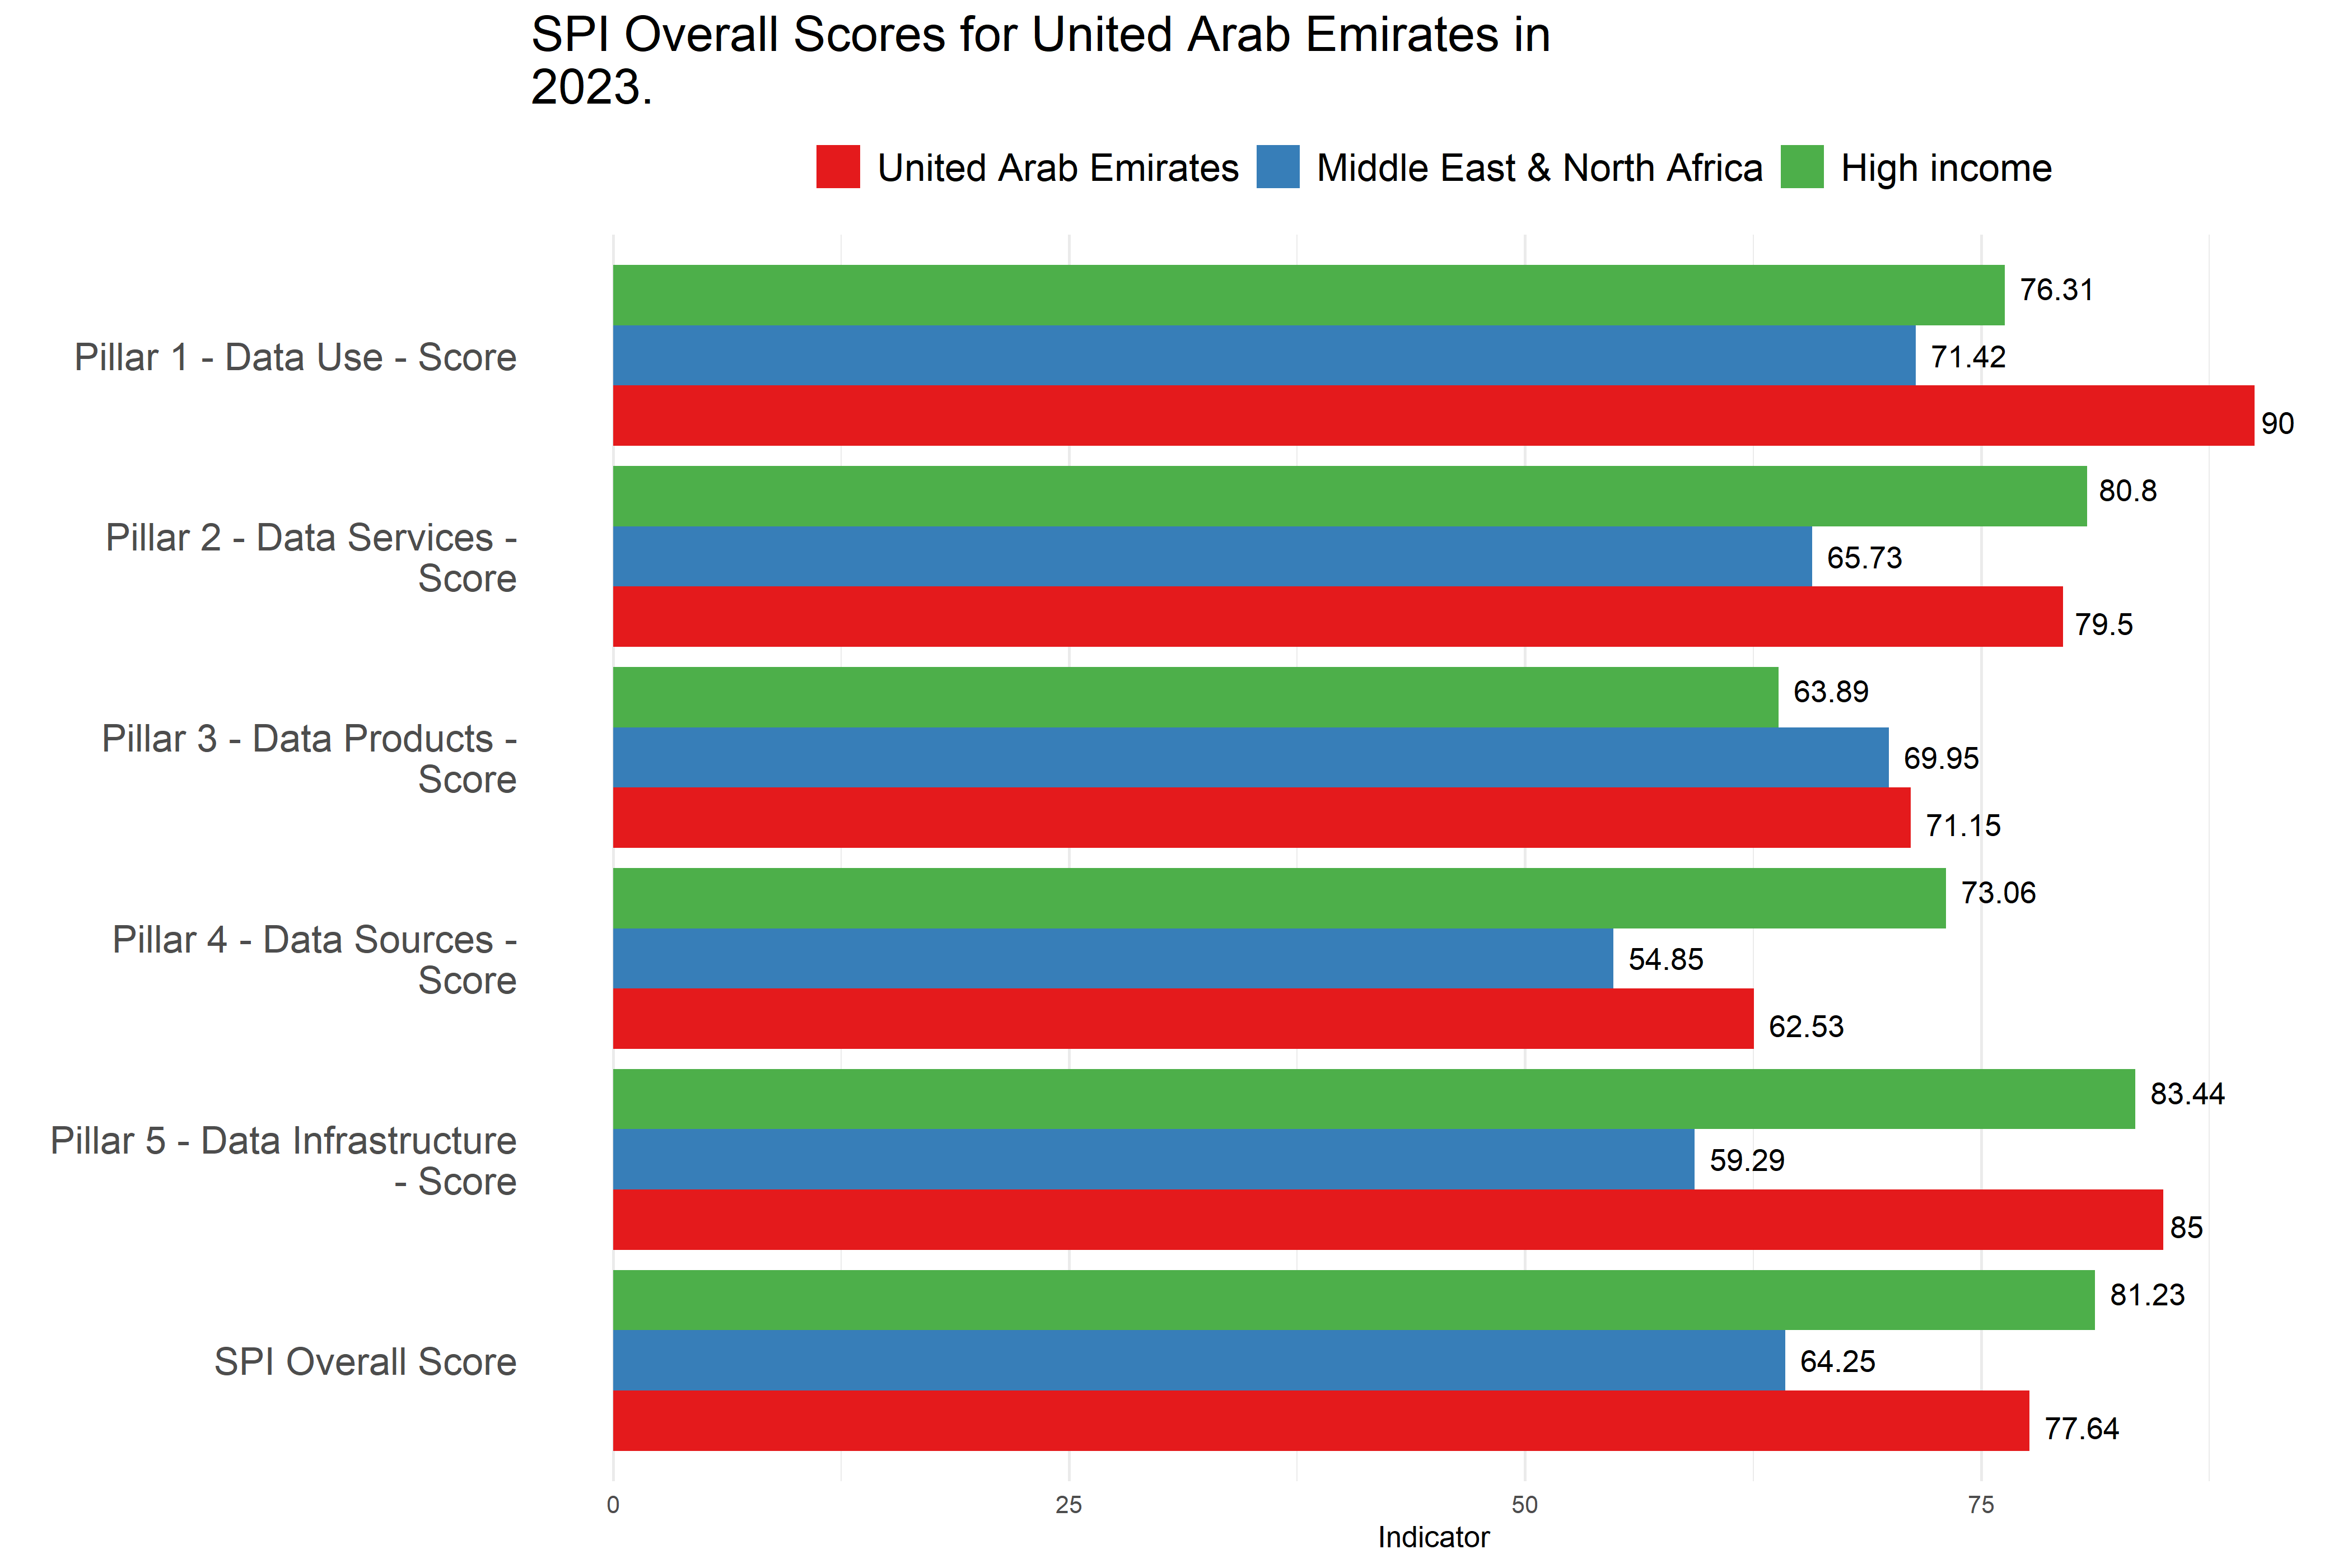 SPI Overall Scores for United Arab Emirates in
2023.
United Arab Emirates Middle East & North Africa High income
76.31
Pillar 1 - Data Use - Score
71.42
90
80.8
Pillar 2 - Data Services -
Score
65.73
79.5
63.89
Pillar 3 - Data Products -
Score
69.95
71.15
73.06
Pillar 4 - Data Sources -
Score
54.85
62.53
83.44
Pillar 5 - Data Infrastructure
- Score
59.29
85
81.23
SPI Overall Score
64.25
77.64
0 25 50 75
Indicator